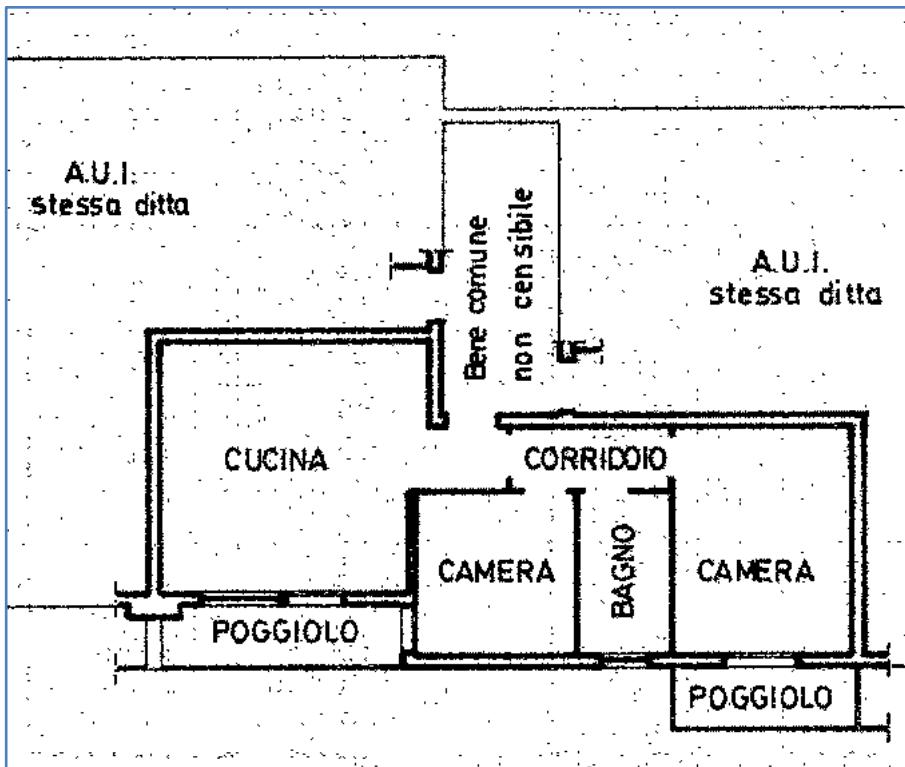 A.U.I.
stessa ditta
Bene comune
non censibile
A.U.I.
stessa ditta
CUCINA
CORRIDOIO
CAMERA
BAGNO
CAMERA
POGGIOLO
POGGIOLO